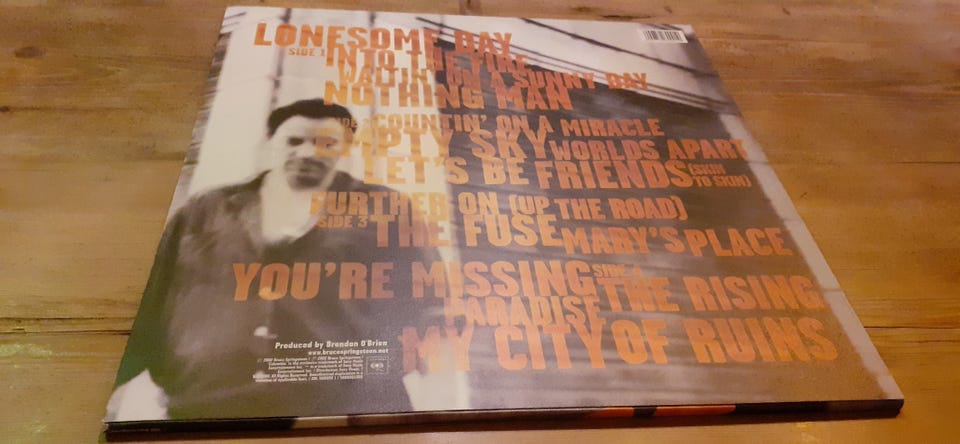 LONESOME DAY
SIDE 1 INTO THE FIRE
WAITIN' ON A SUNNY DAY
NOTHING MAN
SIDE 2 COUNTIN' ON A MIRACLE
EMPTY SKY WORLDS APART
LET'S BE FRIENDS (SKIN TO SKIN)
FURTHER ON (UP THE ROAD)
SIDE 3 THE FUSE MARY'S PLACE
YOU'RE MISSING SIDE 4 THE RISING
PARADISE
MY CITY OF RUINS
Produced by Brendan O'Brien
www.brucespringsteen.net